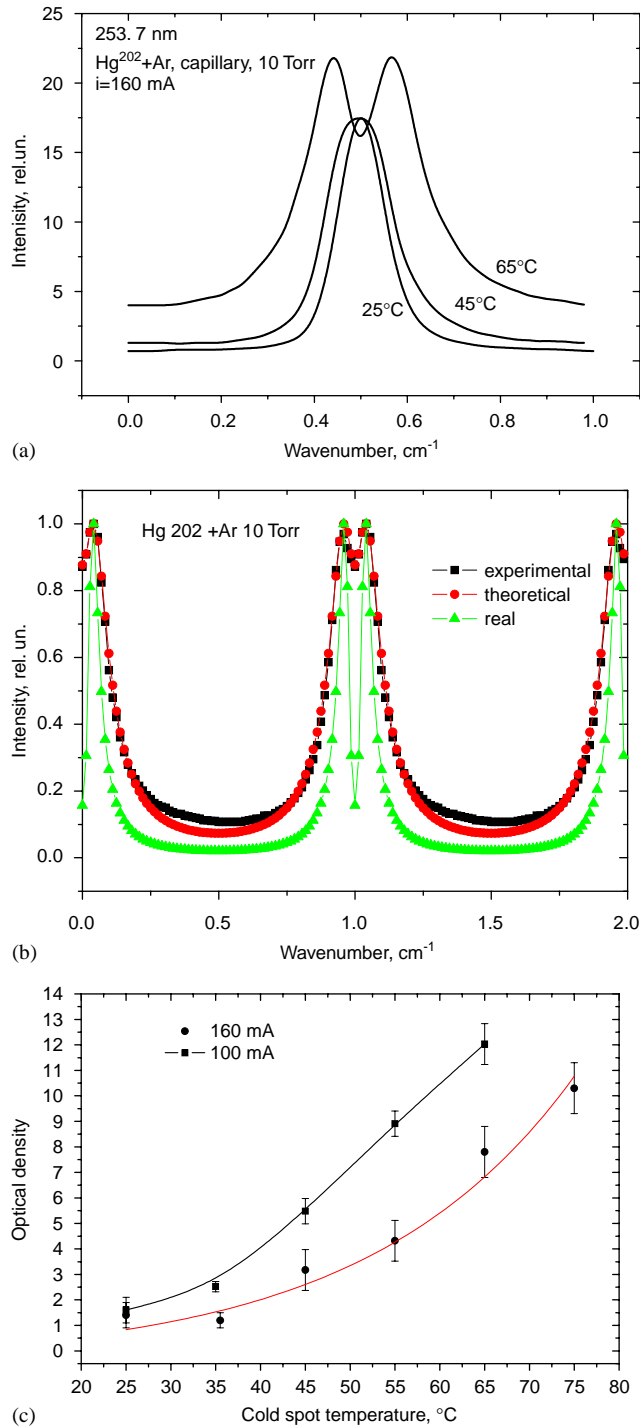 253. 7 nm
Hg202+Ar, capillary, 10 Torr
i=160 mA
25
20
15
10
5
0
Intenisity, rel.un.
65°C
45°C
25°C
0.0 0.2 0.4 0.6 0.8 1.0
Wavenumber, cm-1
(a)
Hg 202 +Ar 10 Torr
experimental
theoretical
real
1.0
0.8
0.6
0.4
0.2
0.0
Intensity, rel. un.
0.0 0.5 1.0 1.5 2.0
Wavenumber, cm-1
(b)
160 mA
100 mA
14
13
12
11
10
9
8
7
6
5
4
3
2
1
0
Optical density
20 25 30 35 40 45 50 55 60 65 70 75 80
Cold spot temperature, °C
(c)